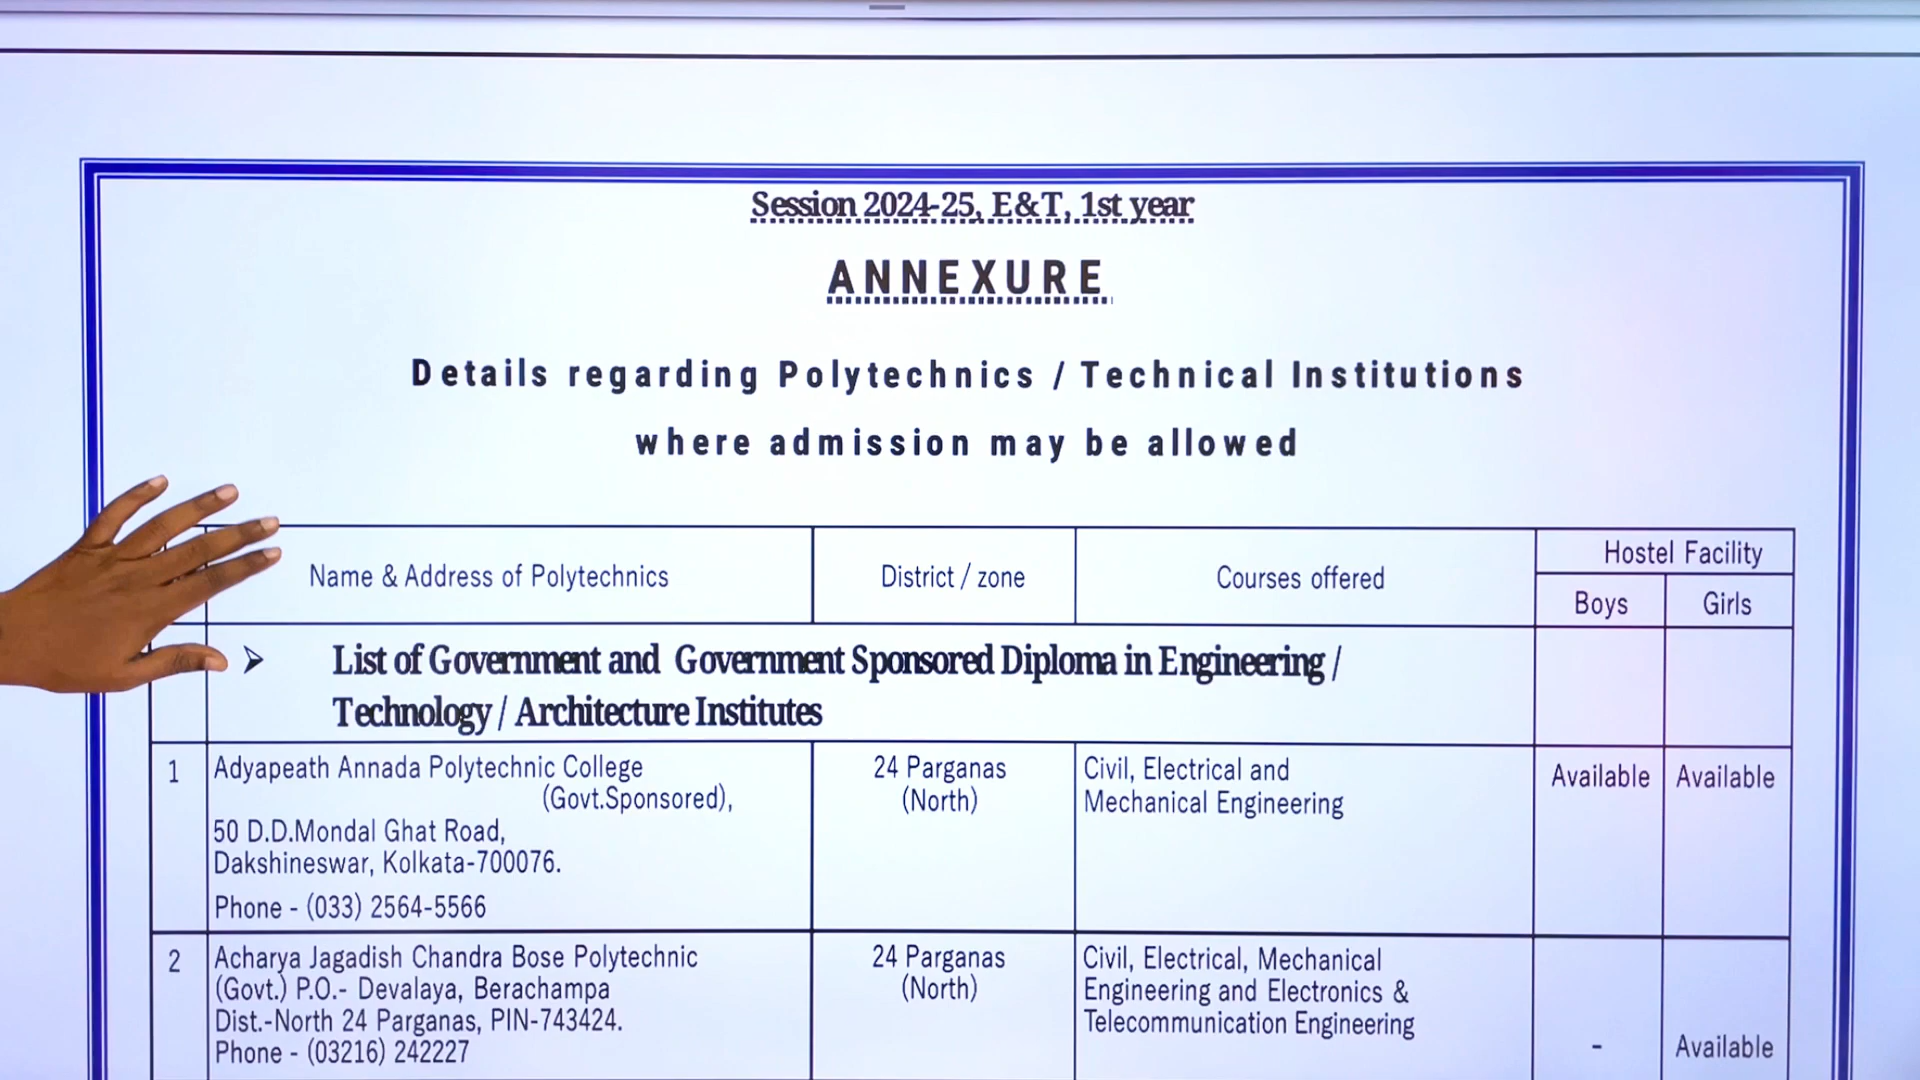 Session 2024-25, E&T, 1st year
ANNEXURE
Details regarding Polytechnics / Technical Institutions
where admission may be allowed
Name & Address of Polytechnics
District / zone
Courses offered
Hostel Facility
Boys
Girls
➢ List of Government and Government Sponsored Diploma in Engineering /
Technology / Architecture Institutes
1
Adyapeath Annada Polytechnic College
(Govt.Sponsored),
50 D.D.Mondal Ghat Road,
Dakshineswar, Kolkata-700076.
Phone - (033) 2564-5566
24 Parganas
(North)
Civil, Electrical and
Mechanical Engineering
Available
Available
2
Acharya Jagadish Chandra Bose Polytechnic
(Govt.) P.O.- Devalaya, Berachampa
Dist.-North 24 Parganas, PIN-743424.
Phone - (03216) 242227
24 Parganas
(North)
Civil, Electrical, Mechanical
Engineering and Electronics &
Telecommunication Engineering
-
Available